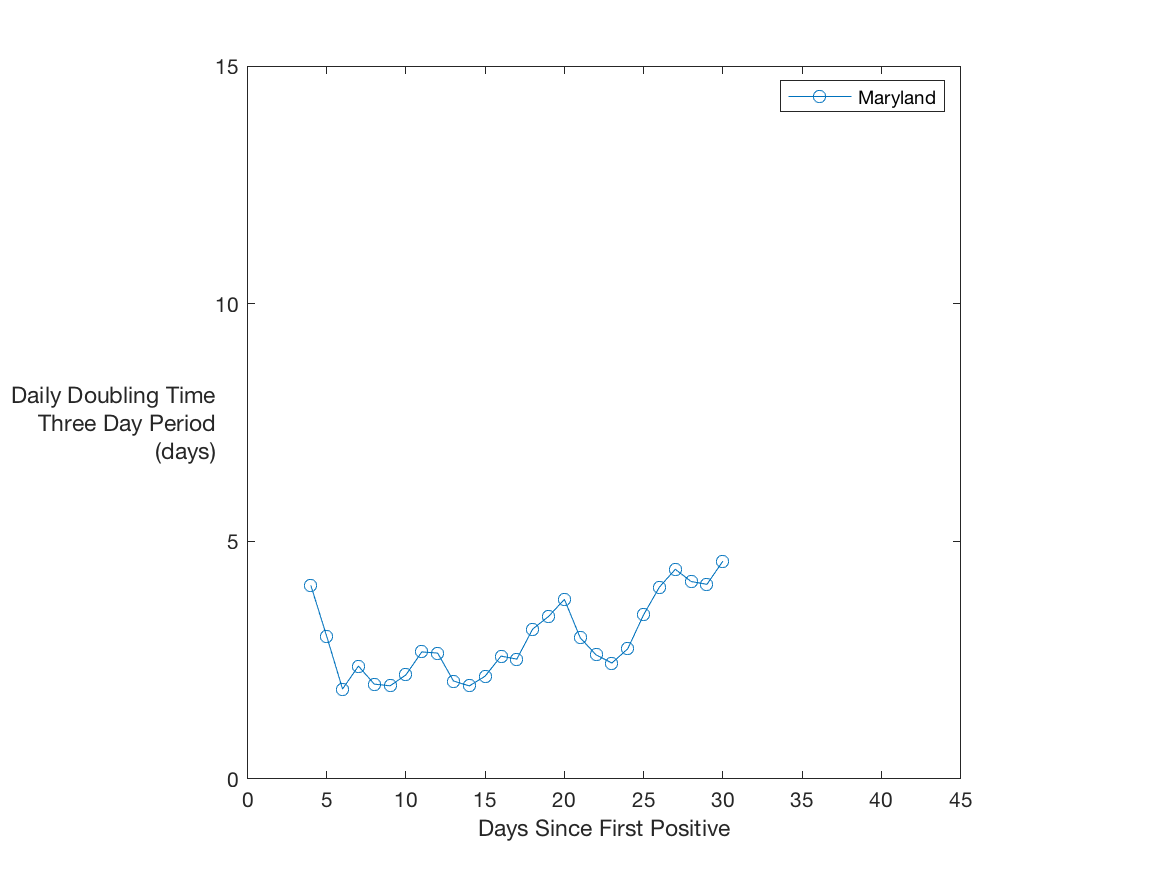 15
Maryland
10
Daily Doubling Time
Three Day Period
(days)
5
0
0 5 10 15 20 25 30 35 40 45
Days Since First Positive